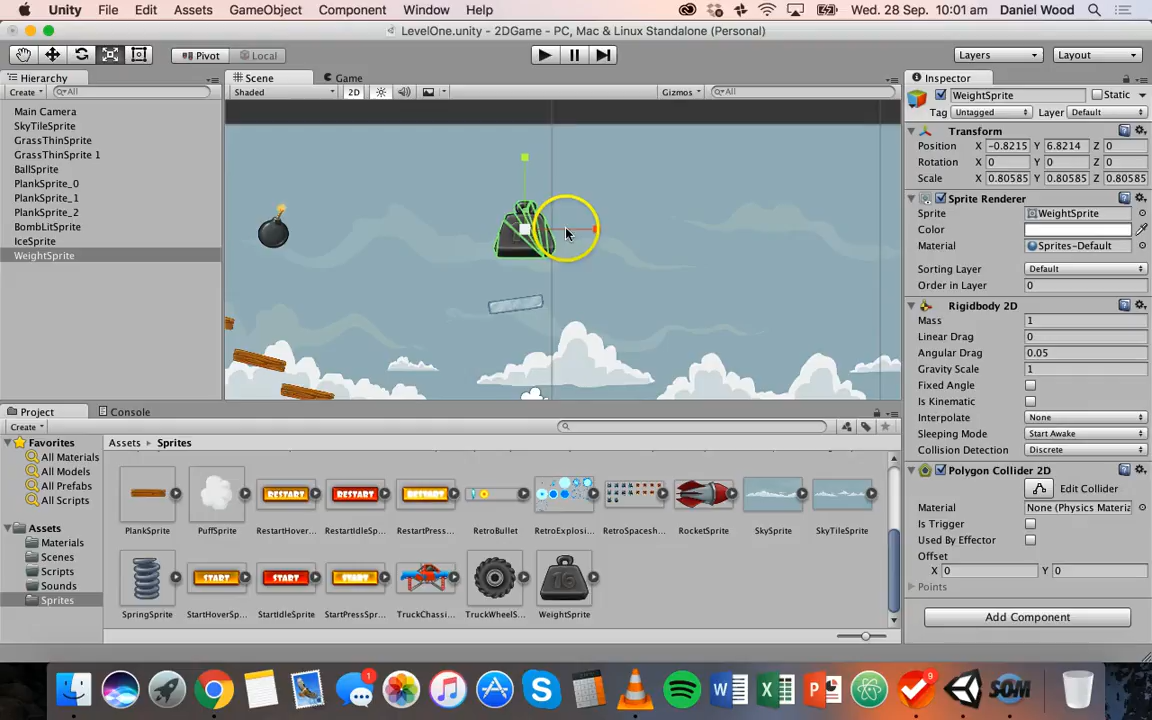 Unity File Edit Assets GameObject Component Window Help Wed. 28 Sep. 10:01 am Daniel Wood
LevelOne.unity - 2DGame - PC, Mac & Linux Standalone (Personal)
Pivot Local Layers Layout
Hierarchy Scene Game Inspector
Create All Shaded 2D Gizmos All WeightSprite Static
Tag Untagged Layer Default
Main Camera
SkyTileSprite
GrassThinSprite
GrassThinSprite 1
BallSprite
PlankSprite_0
PlankSprite_1
PlankSprite_2
BombLitSprite
IceSprite
WeightSprite
Transform
Position X -0.8215 Y 6.8214 Z 0
Rotation X 0 Y 0 Z 0
Scale X 0.80585 Y 0.80585 Z 0.80585
Sprite Renderer
Sprite WeightSprite
Color
Material Sprites-Default
Sorting Layer Default
Order in Layer 0
Rigidbody 2D
Mass 1
Linear Drag 0
Angular Drag 0.05
Gravity Scale 1
Fixed Angle
Is Kinematic
Interpolate None
Sleeping Mode Start Awake
Collision Detection Discrete
Polygon Collider 2D
Edit Collider
Material None (Physics Materia
Is Trigger
Used By Effector
Offset
X 0 Y 0
Points
Add Component
Project Console
Create
Favorites
All Materials
All Models
All Prefabs
All Scripts
Assets
Materials
Scenes
Scripts
Sounds
Sprites
Assets Sprites
RESTART RESTART RESTART
PlankSprite PuffSprite RestartHover... RestartIdleSp... RestartPress... RetroBullet RetroExplosi... RetroSpacesh... RocketSprite SkySprite SkyTileSprite
START START START 16
SpringSprite StartHoverSp... StartIdleSprite StartPressSpr... TruckChassi... TruckWheelS... WeightSprite
1 9
SOM